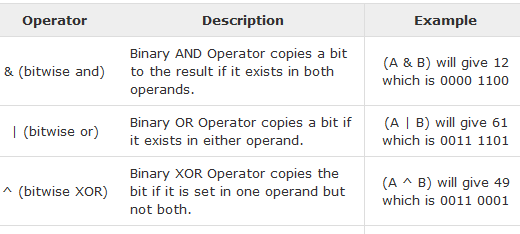 Operator Description Example
& (bitwise and)
Binary AND Operator copies a bit
to the result if it exists in both
operands.
(A & B) will give 12
which is 0000 1100
| (bitwise or)
Binary OR Operator copies a bit if
it exists in either operand.
(A | B) will give 61
which is 0011 1101
^ (bitwise XOR)
Binary XOR Operator copies the
bit if it is set in one operand but
not both.
(A ^ B) will give 49
which is 0011 0001